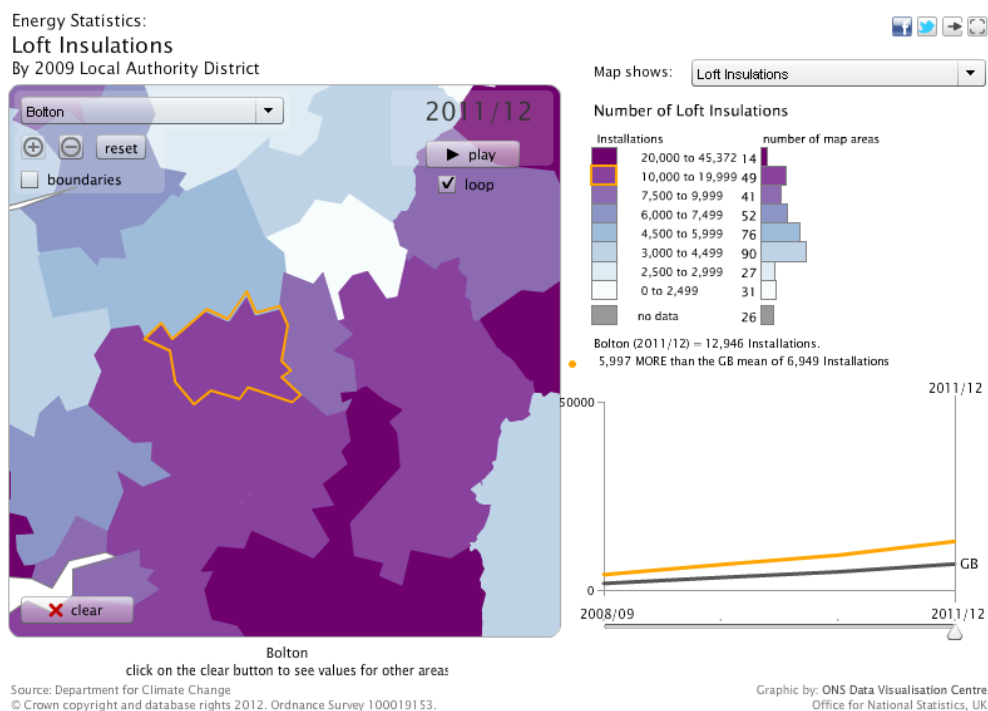 Energy Statistics:
Loft Insulations
By 2009 Local Authority District
Bolton
2011/12
reset
play
boundaries
loop
clear
Bolton
click on the clear button to see values for other areas
Map shows:
Loft Insulations
Number of Loft Insulations
Installations number of map areas
20,000 to 45,372 14
10,000 to 19,999 49
7,500 to 9,999 41
6,000 to 7,499 52
4,500 to 5,999 76
3,000 to 4,499 90
2,500 to 2,999 27
0 to 2,499 31
no data 26
Bolton (2011/12) = 12,946 Installations.
5,997 MORE than the GB mean of 6,949 Installations
2011/12
50000
GB
0
2008/09 2011/12
Source: Department for Climate Change
© Crown copyright and database rights 2012. Ordnance Survey 100019153.
Graphic by: ONS Data Visualisation Centre
Office for National Statistics, UK